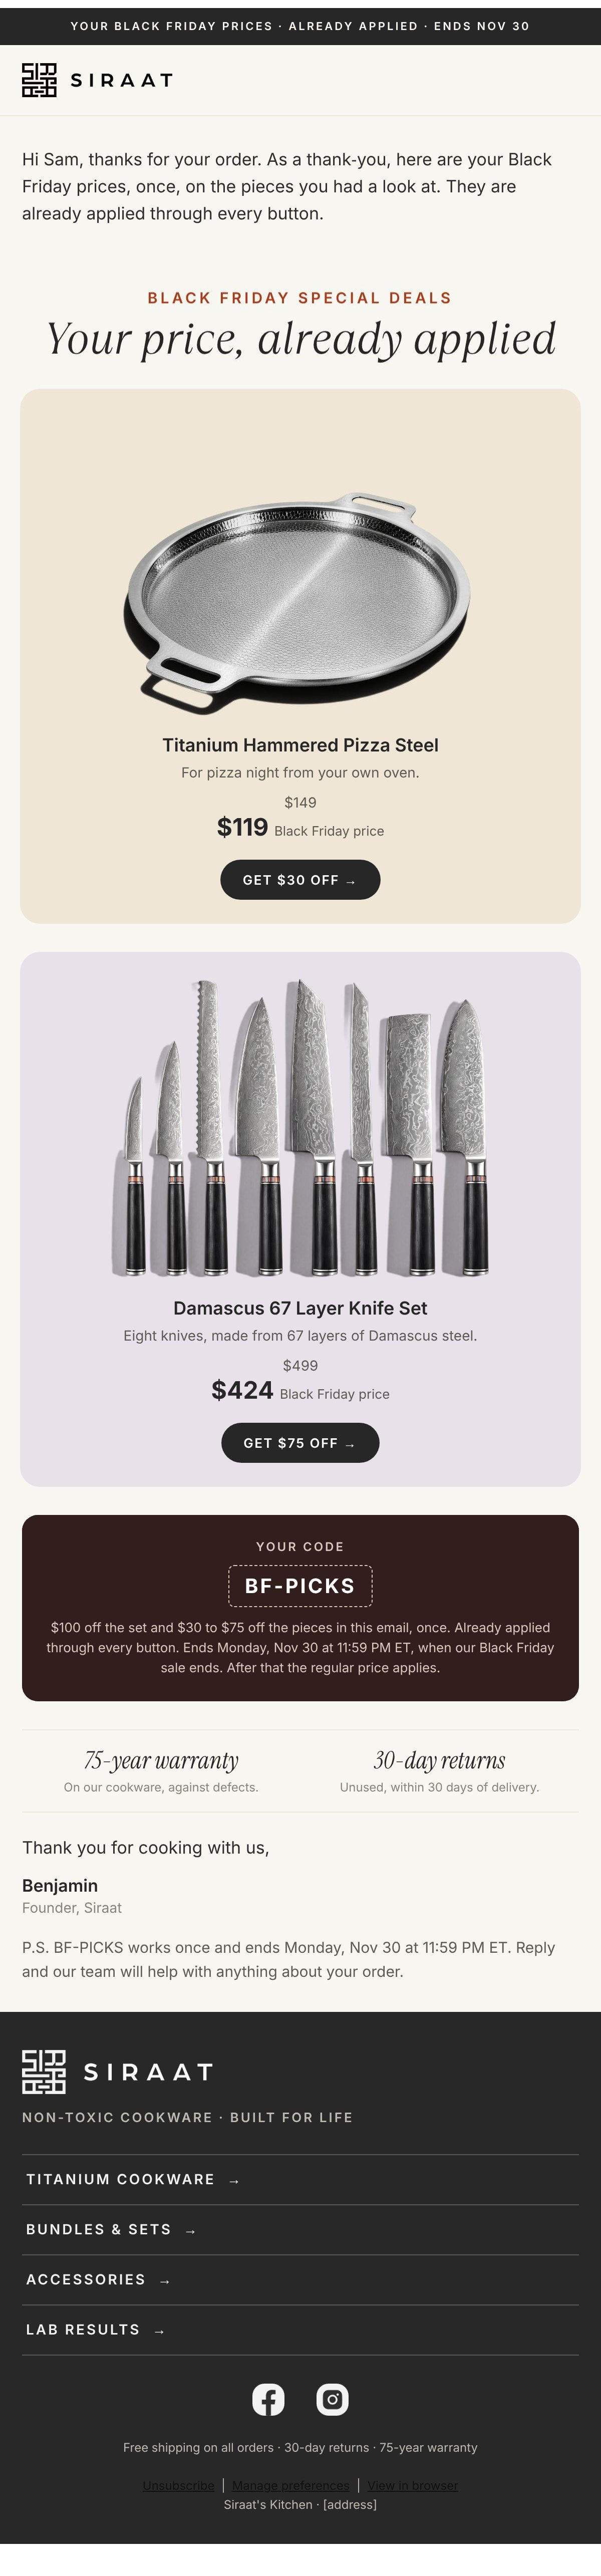 YOUR BLACK FRIDAY PRICES · ALREADY APPLIED · ENDS NOV 30
SIRAAT
Hi Sam, thanks for your order. As a thank-you, here are your Black
Friday prices, once, on the pieces you had a look at. They are
already applied through every button.
BLACK FRIDAY SPECIAL DEALS
Your price, already applied
Titanium Hammered Pizza Steel
For pizza night from your own oven.
$149
$119 Black Friday price
GET $30 OFF →
Damascus 67 Layer Knife Set
Eight knives, made from 67 layers of Damascus steel.
$499
$424 Black Friday price
GET $75 OFF →
YOUR CODE
BF-PICKS
$100 off the set and $30 to $75 off the pieces in this email, once. Already applied
through every button. Ends Monday, Nov 30 at 11:59 PM ET, when our Black Friday
sale ends. After that the regular price applies.
75-year warranty
On our cookware, against defects.
30-day returns
Unused, within 30 days of delivery.
Thank you for cooking with us,
Benjamin
Founder, Siraat
P.S. BF-PICKS works once and ends Monday, Nov 30 at 11:59 PM ET. Reply
and our team will help with anything about your order.
SIRAAT
NON-TOXIC COOKWARE · BUILT FOR LIFE
TITANIUM COOKWARE →
BUNDLES & SETS →
ACCESSORIES →
LAB RESULTS →
Free shipping on all orders · 30-day returns · 75-year warranty
Unsubscribe | Manage preferences | View in browser
Siraat's Kitchen · [address]